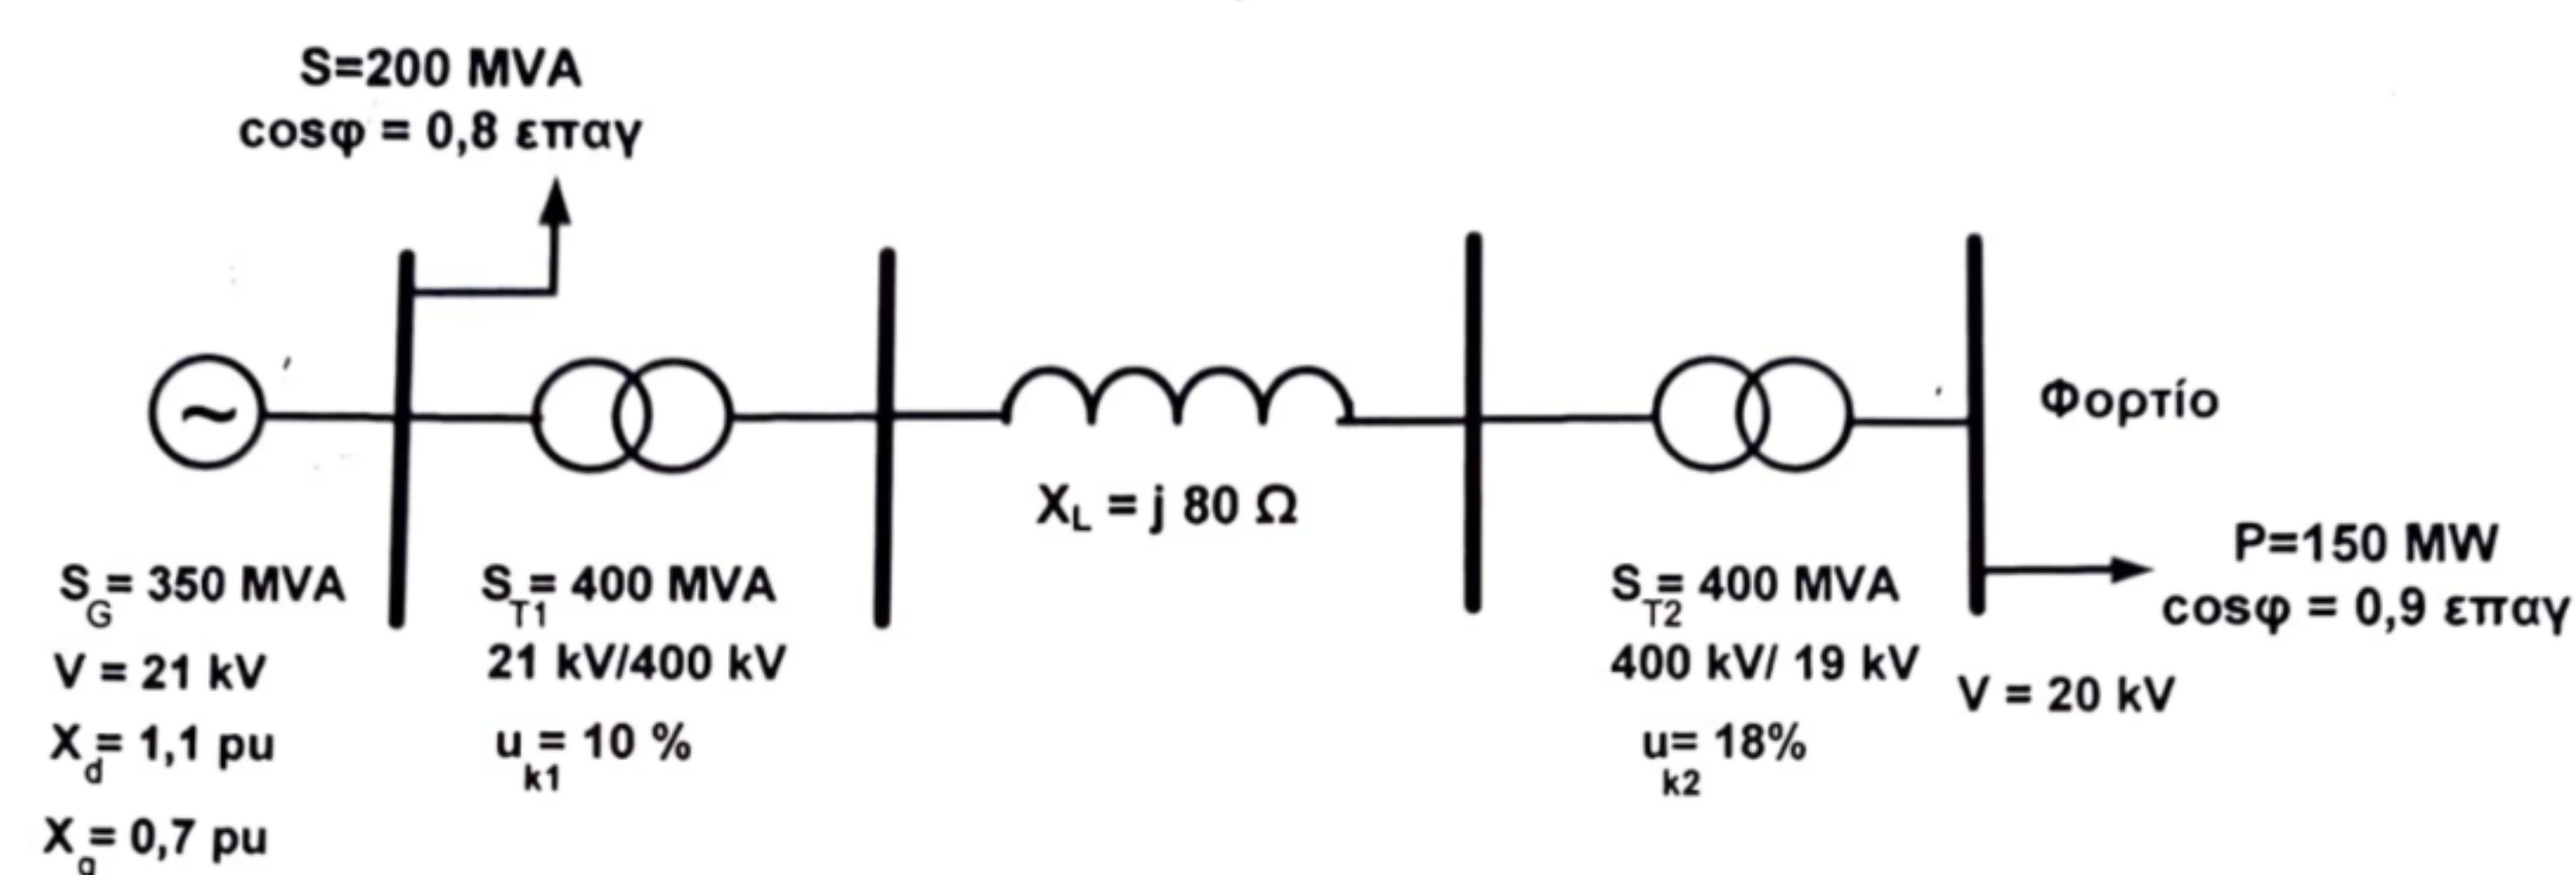 S=200 MVA
cosφ = 0,8 επαγ
~
X_L = j 80 Ω
Φορτίο
P=150 MW
cosφ = 0,9 επαγ
V = 20 kV
S_G= 350 MVA
V = 21 kV
X_d= 1,1 pu
X_q= 0,7 pu
S_T1= 400 MVA
21 kV/400 kV
u_k1= 10 %
S_T2= 400 MVA
400 kV/ 19 kV
u_k2= 18%